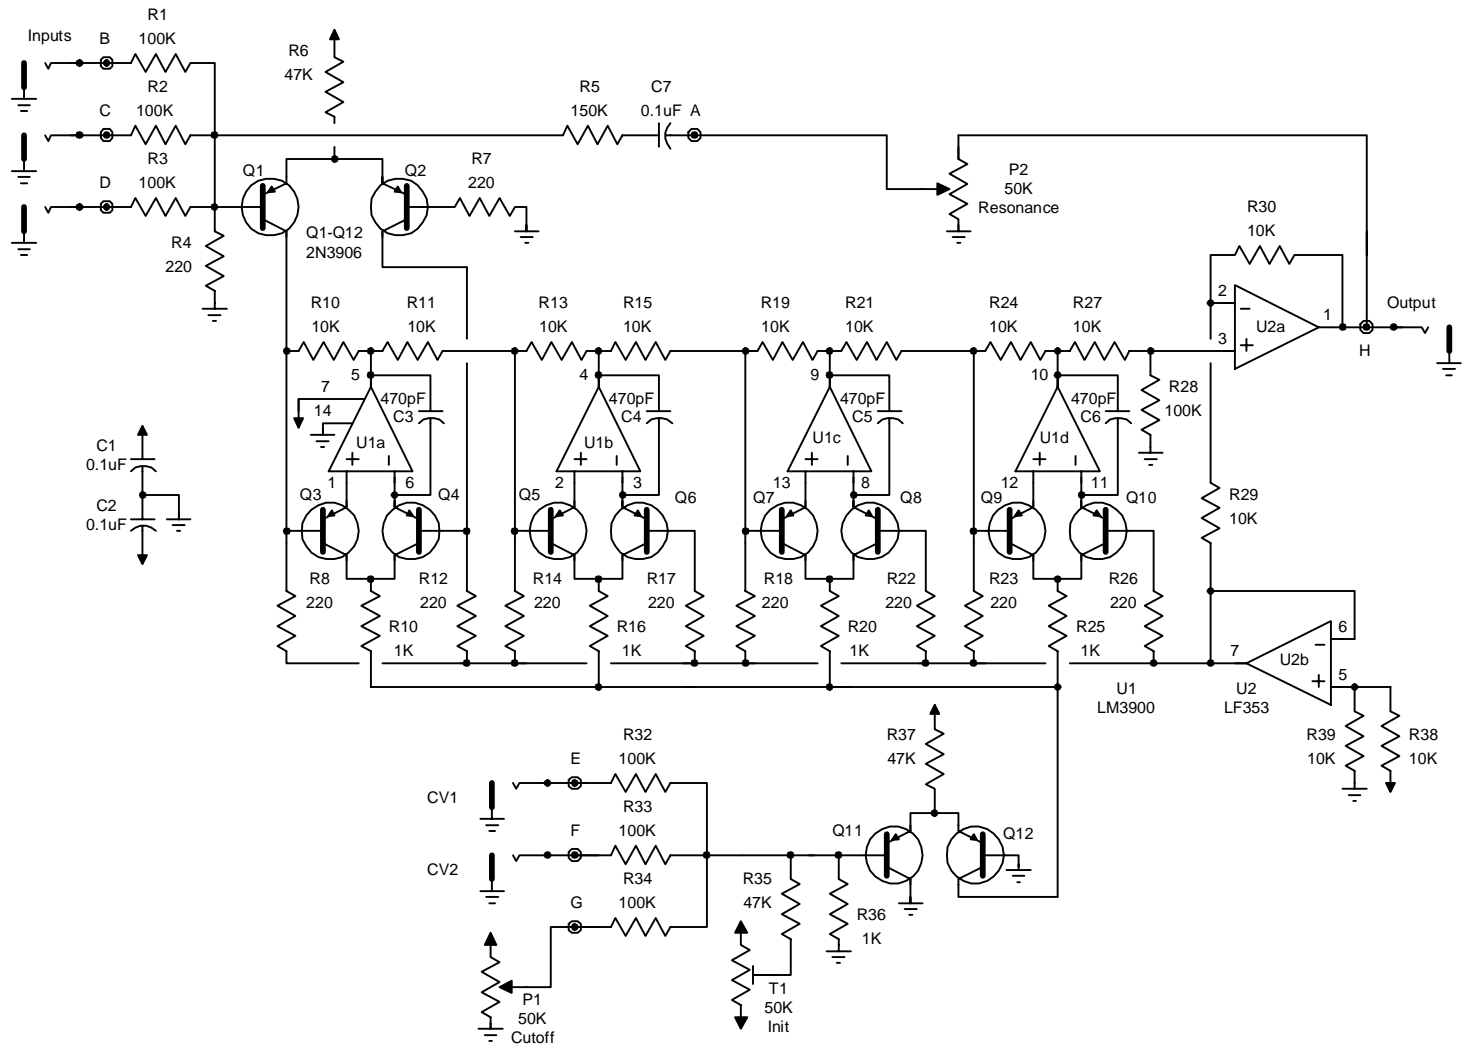 Inputs
B
R1
100K
C
R2
100K
D
R3
100K
R4
220
R6
47K
Q1
Q2
R7
220
Q1-Q12
2N3906
R5
150K
C7
0.1uF
A
P2
50K
Resonance
R30
10K
2
−
3
+
U2a
1
Output
H
R10
10K
R11
10K
R13
10K
R15
10K
R19
10K
R21
10K
R24
10K
R27
10K
R28
100K
5
7
14
470pF
C3
U1a
+
−
1
6
4
470pF
C4
U1b
+
−
2
3
9
470pF
C5
U1c
+
−
13
8
10
470pF
C6
U1d
+
−
12
11
C1
0.1uF
C2
0.1uF
Q3
Q4
Q5
Q6
Q7
Q8
Q9
Q10
R29
10K
R8
220
R10
1K
R12
220
R14
220
R16
1K
R17
220
R18
220
R20
1K
R22
220
R23
220
R25
1K
R26
220
7
U2b
−
6
+
5
U1
LM3900
U2
LF353
R39
10K
R38
10K
CV1
E
R32
100K
CV2
F
R33
100K
G
R34
100K
P1
50K
Cutoff
R35
47K
T1
50K
Init
R36
1K
R37
47K
Q11
Q12